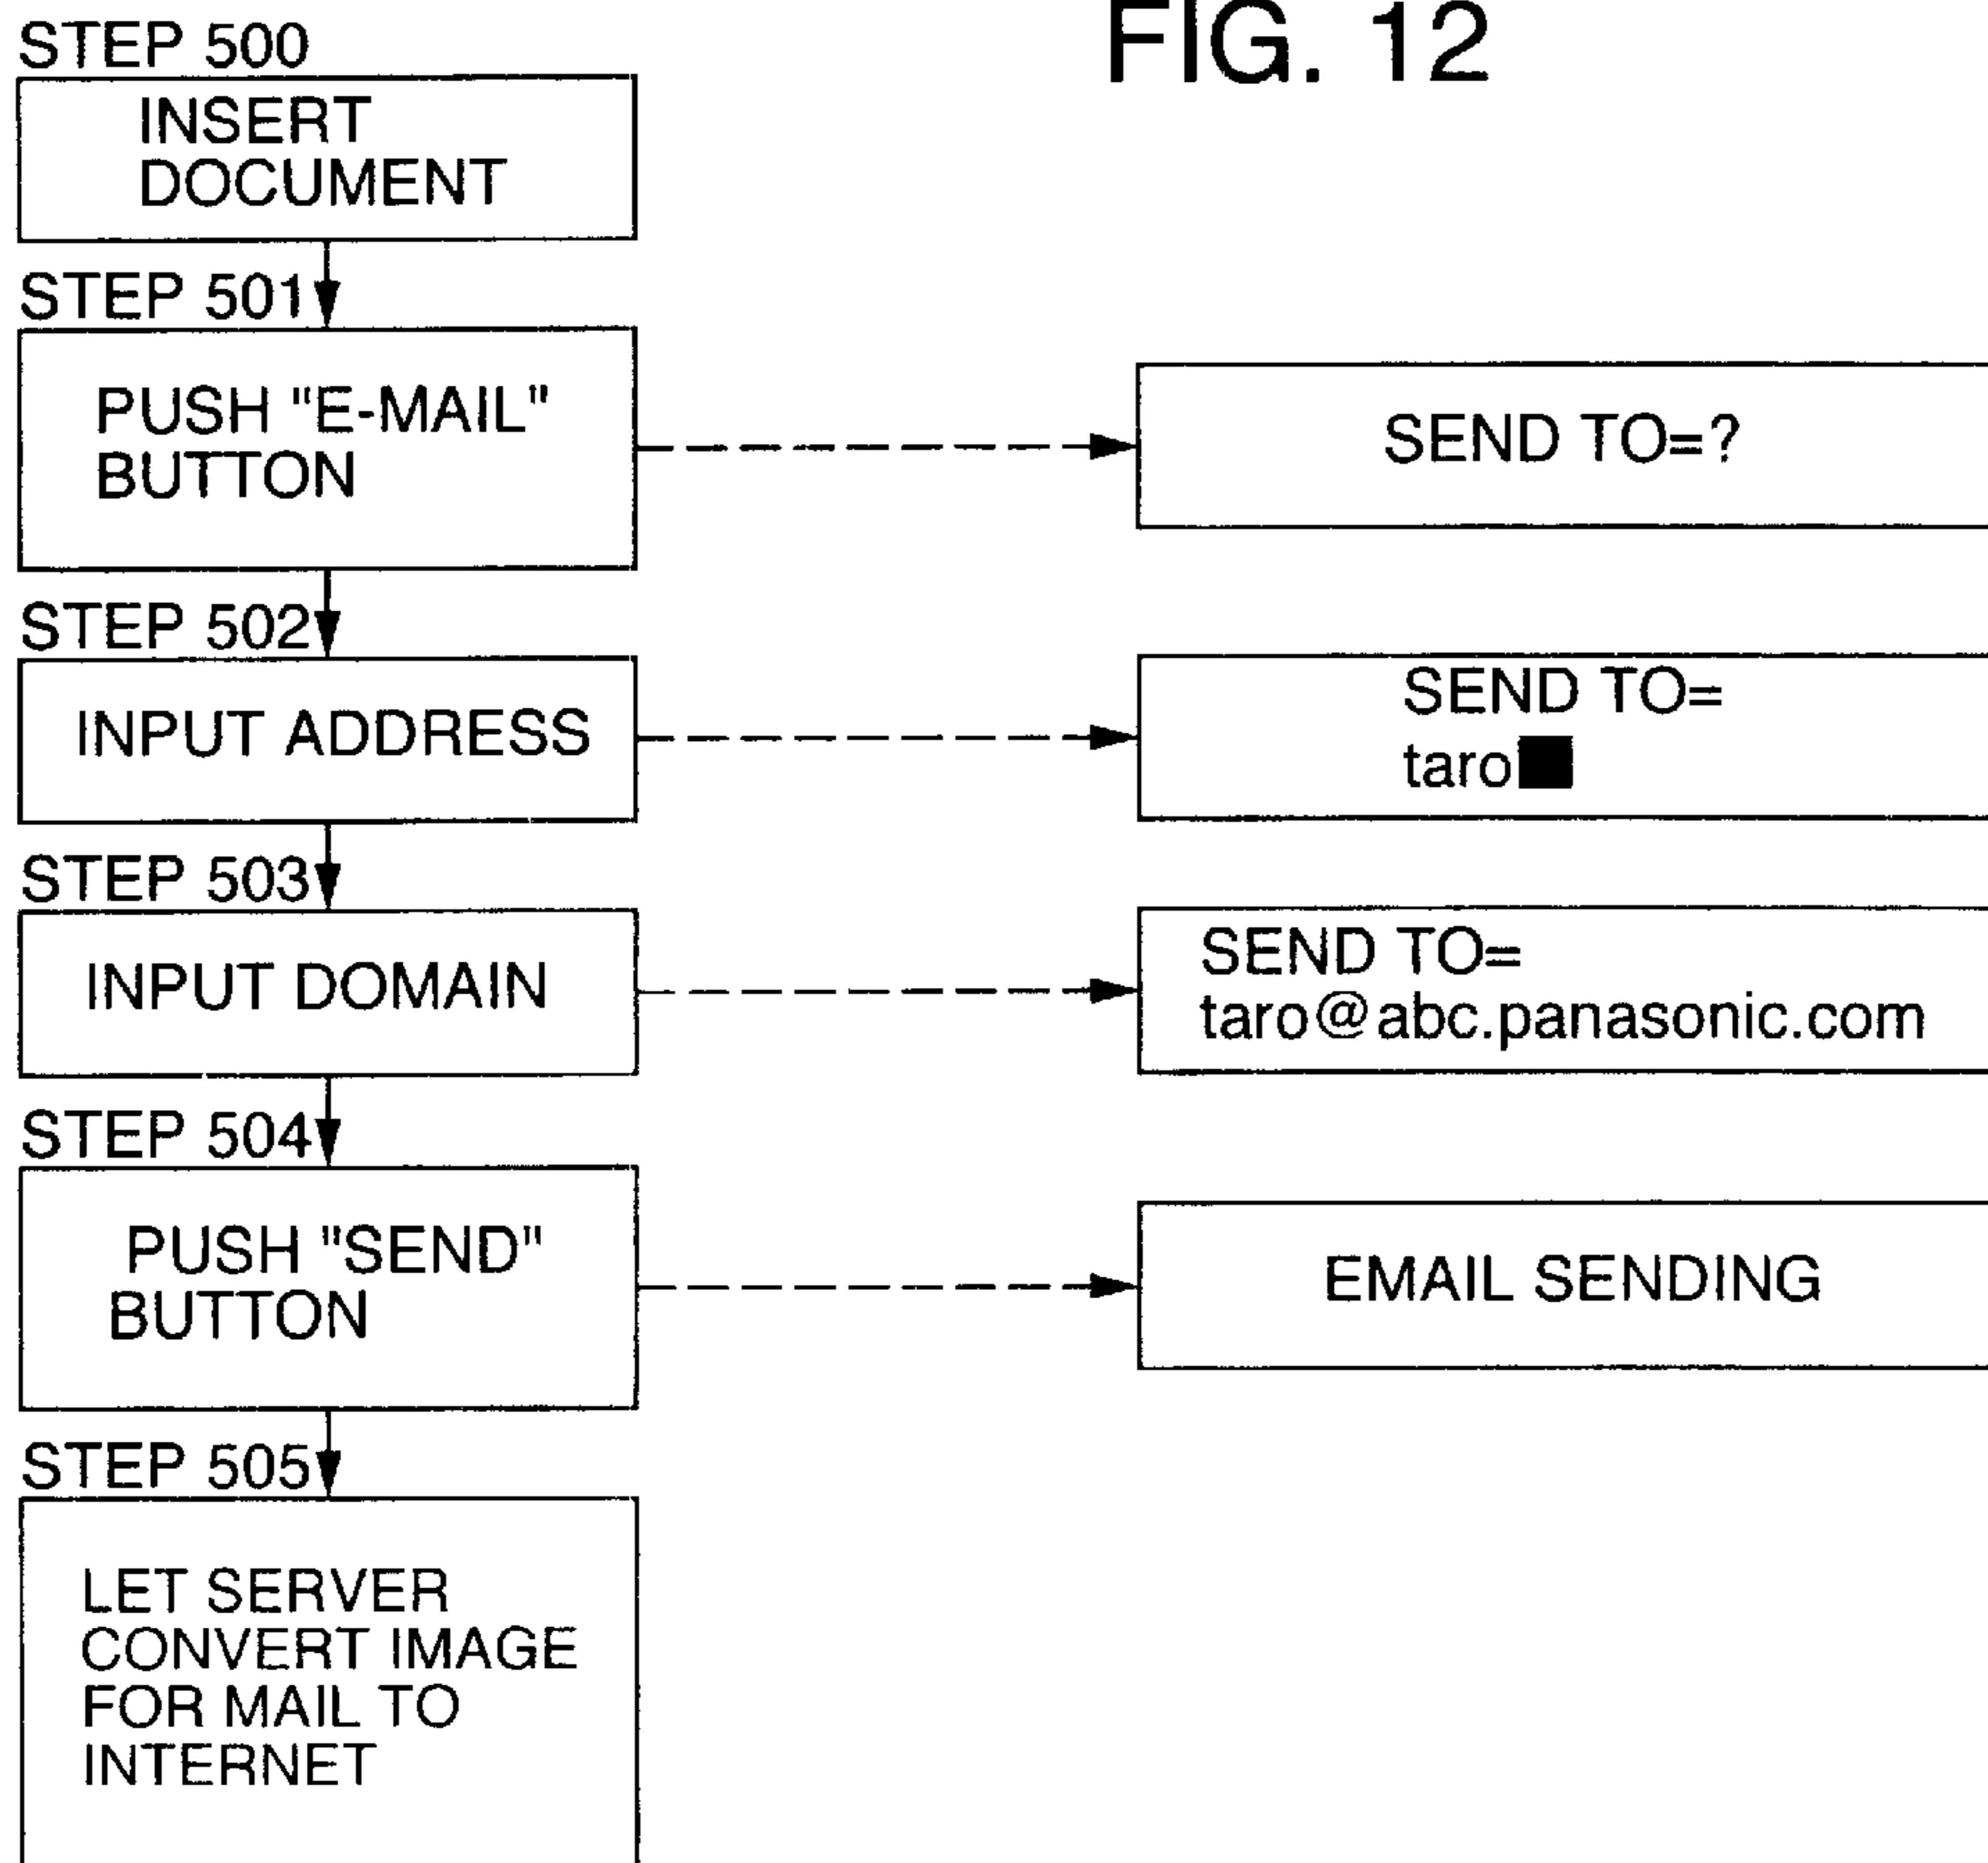 FIG. 12
STEP 500
INSERT
DOCUMENT
STEP 501
PUSH "E-MAIL"
BUTTON
SEND TO=?
STEP 502
INPUT ADDRESS
SEND TO=
taro■
STEP 503
INPUT DOMAIN
SEND TO=
taro@abc.panasonic.com
STEP 504
PUSH "SEND"
BUTTON
EMAIL SENDING
STEP 505
LET SERVER
CONVERT IMAGE
FOR MAIL TO
INTERNET